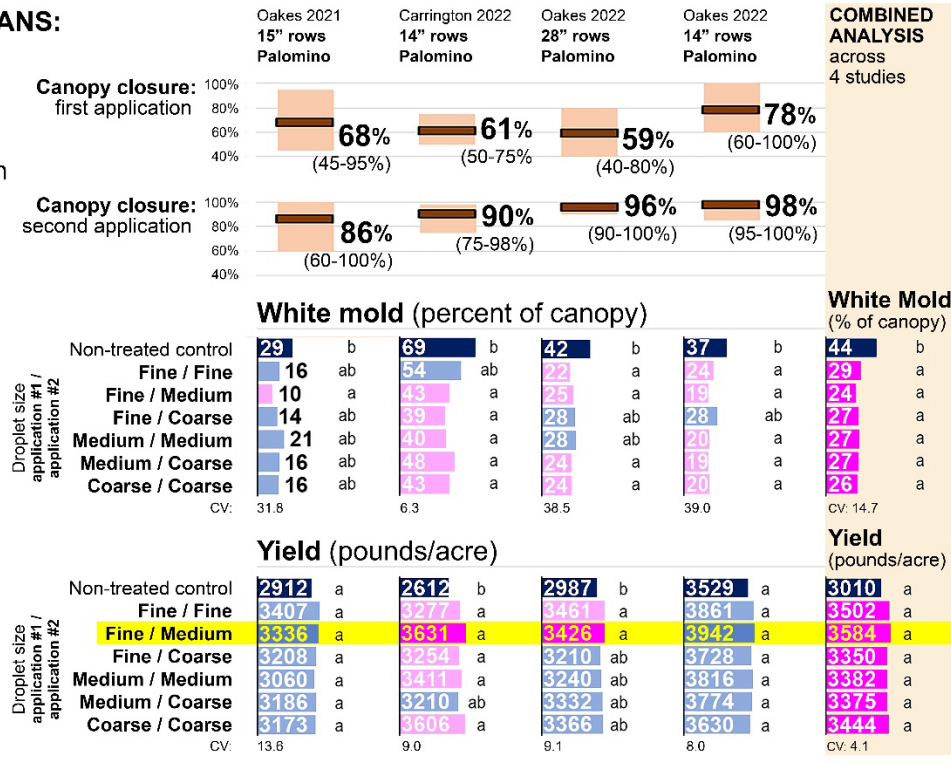 ANS:
Oakes 2021 Carrington 2022 Oakes 2022 Oakes 2022
15” rows 14” rows 28” rows 14” rows
Palomino Palomino Palomino Palomino
COMBINED
ANALYSIS
across
4 studies
Canopy closure:
first application
100%
80%
60%
40%
68% 61% 59% 78%
(45-95%) (50-75% (40-80%) (60-100%)
n
Canopy closure:
second application
100%
80%
60%
40%
86% 90% 96% 98%
(60-100%) (75-98%) (90-100%) (95-100%)
White mold (percent of canopy)
White Mold
(% of canopy)
Droplet size
application #1 /
application #2
Non-treated control 29 b 69 b 42 b 37 b 44 b
Fine / Fine 16 ab 54 ab 22 a 24 a 29 a
Fine / Medium 10 a 43 a 25 a 19 a 24 a
Fine / Coarse 14 ab 39 a 28 ab 28 ab 27 a
Medium / Medium 21 ab 40 a 28 ab 20 a 27 a
Medium / Coarse 16 ab 48 a 24 a 19 a 27 a
Coarse / Coarse 16 ab 43 a 24 a 20 a 26 a
CV: 31.8 6.3 38.5 39.0 CV: 14.7
Yield (pounds/acre)
Yield
(pounds/acre)
Droplet size
application #1 /
application #2
Non-treated control 2912 a 2612 b 2987 b 3529 a 3010 a
Fine / Fine 3407 a 3277 a 3461 a 3861 a 3502 a
Fine / Medium 3336 a 3631 a 3426 a 3942 a 3584 a
Fine / Coarse 3208 a 3254 a 3210 ab 3728 a 3350 a
Medium / Medium 3060 a 3411 a 3240 ab 3816 a 3382 a
Medium / Coarse 3186 a 3210 ab 3332 ab 3774 a 3375 a
Coarse / Coarse 3173 a 3606 a 3366 ab 3630 a 3444 a
CV: 13.6 9.0 9.1 8.0 CV: 4.1